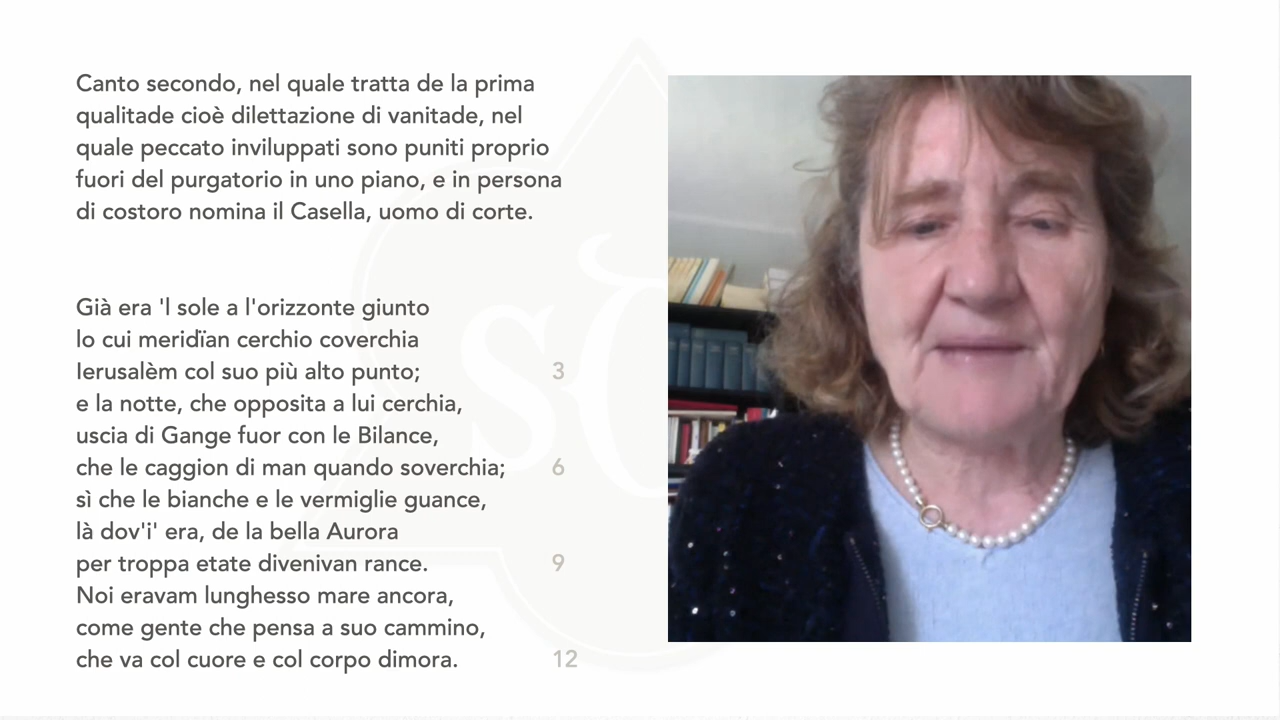 Canto secondo, nel quale tratta de la prima
qualitade cioè dilettazione di vanitade, nel
quale peccato inviluppati sono puniti proprio
fuori del purgatorio in uno piano, e in persona
di costoro nomina il Casella, uomo di corte.
Già era 'l sole a l'orizzonte giunto
lo cui meridïan cerchio coverchia
Ierusalèm col suo più alto punto; 3
e la notte, che opposita a lui cerchia,
uscia di Gange fuor con le Bilance,
che le caggion di man quando soverchia; 6
sì che le bianche e le vermiglie guance,
là dov'i' era, de la bella Aurora
per troppa etate divenivan rance. 9
Noi eravam lunghesso mare ancora,
come gente che pensa a suo cammino,
che va col cuore e col corpo dimora. 12